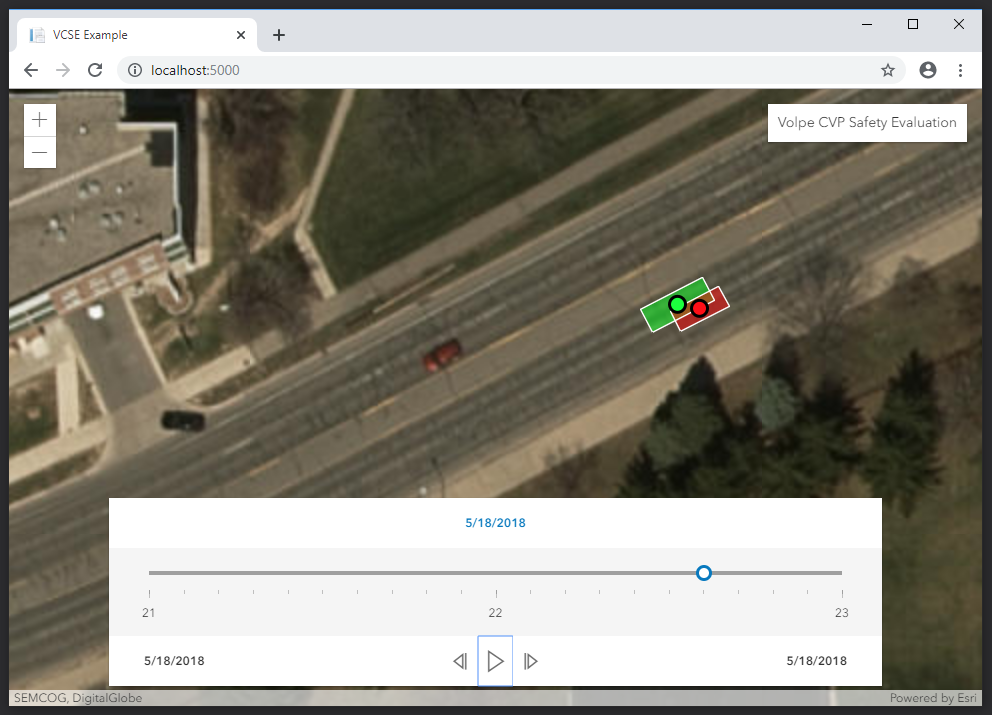 VCSE Example
localhost:5000
Volpe CVP Safety Evaluation
5/18/2018
21 22 23
5/18/2018 5/18/2018
SEMCOG, DigitalGlobe Powered by Esri